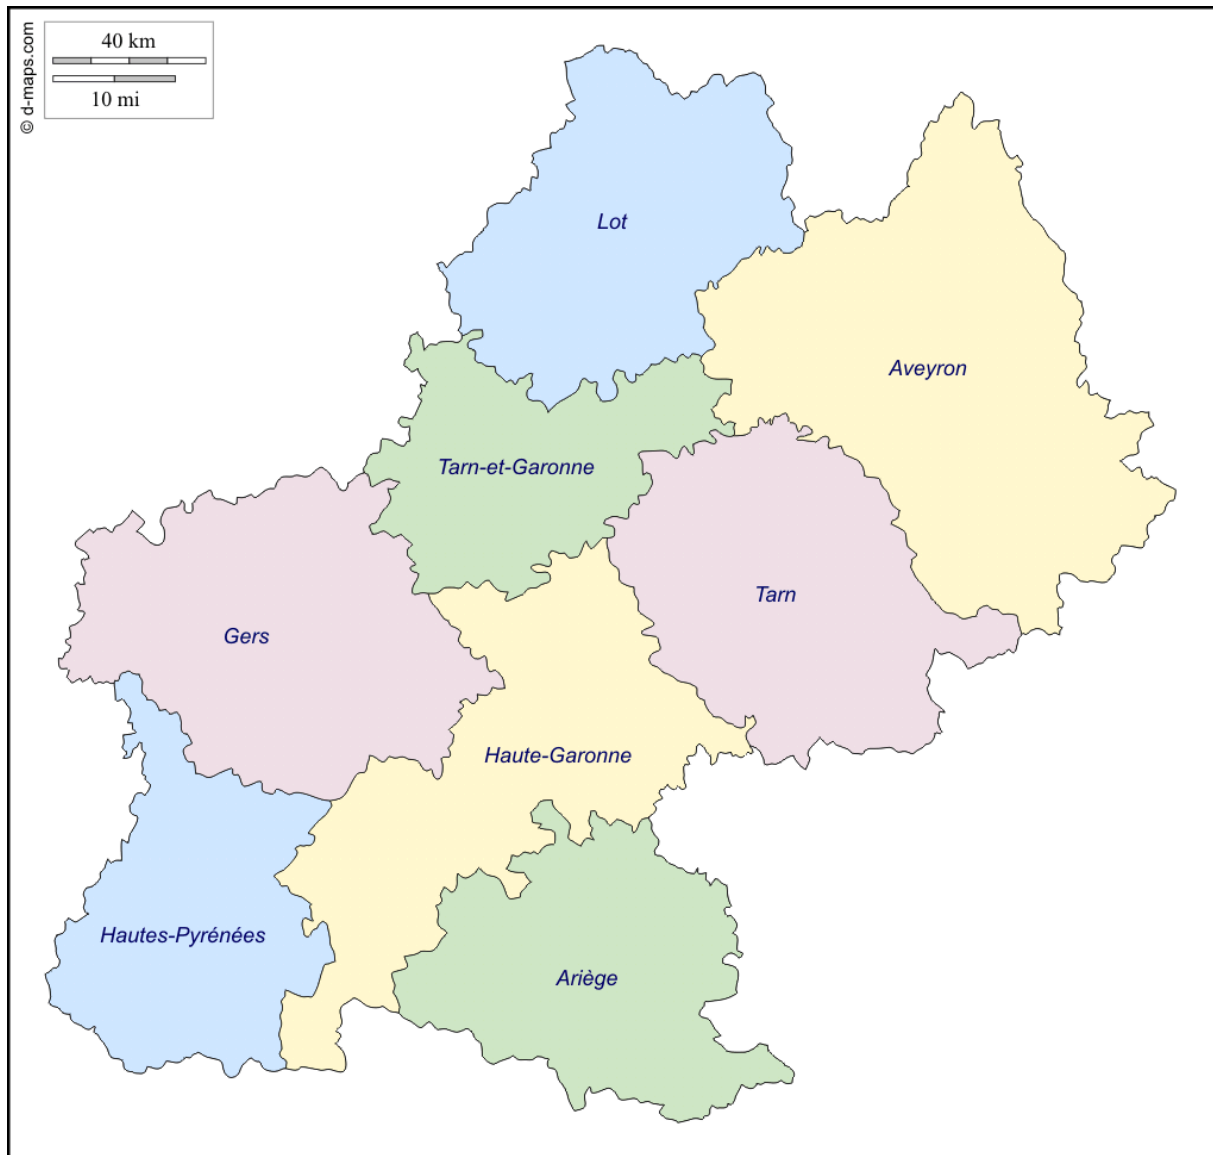 © d-maps.com
40 km
10 mi
Lot
Aveyron
Tarn-et-Garonne
Tarn
Gers
Haute-Garonne
Hautes-Pyrénées
Ariège